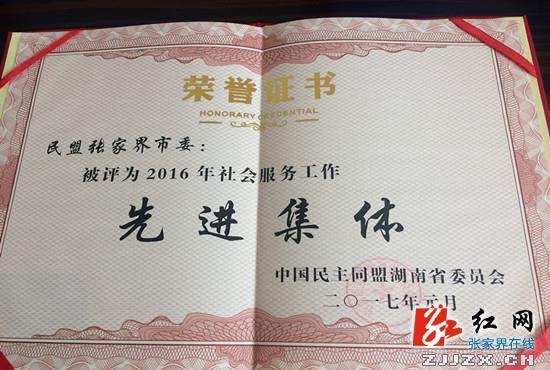 荣誉证书
HONORARY CREDENTIAL
民盟张家界市委：
被评为2016年社会服务工作
先进集体
中国民主同盟湖南省委员会
二〇一七年元月
红网
张家界在线
ZJJZX.CN